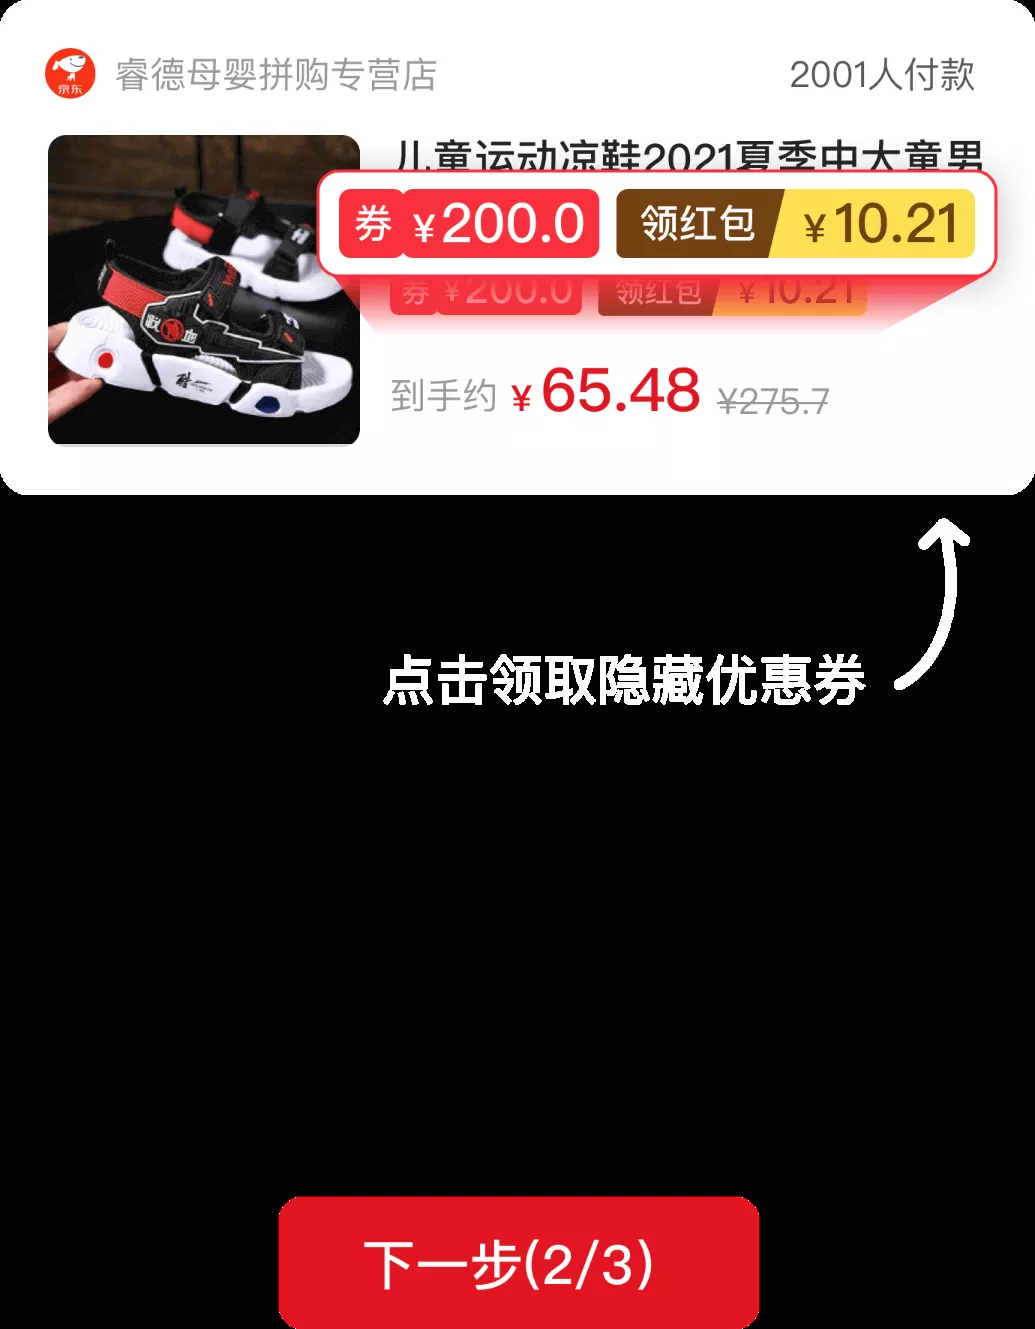 京东
睿德母婴拼购专营店
2001人付款
儿童运动凉鞋2021夏季中大童男
券 ¥200.0 领红包 ¥10.21
券 ¥200.0 领红包 ¥10.21
到手约 ¥65.48 ¥275.7
点击领取隐藏优惠券
下一步(2/3)